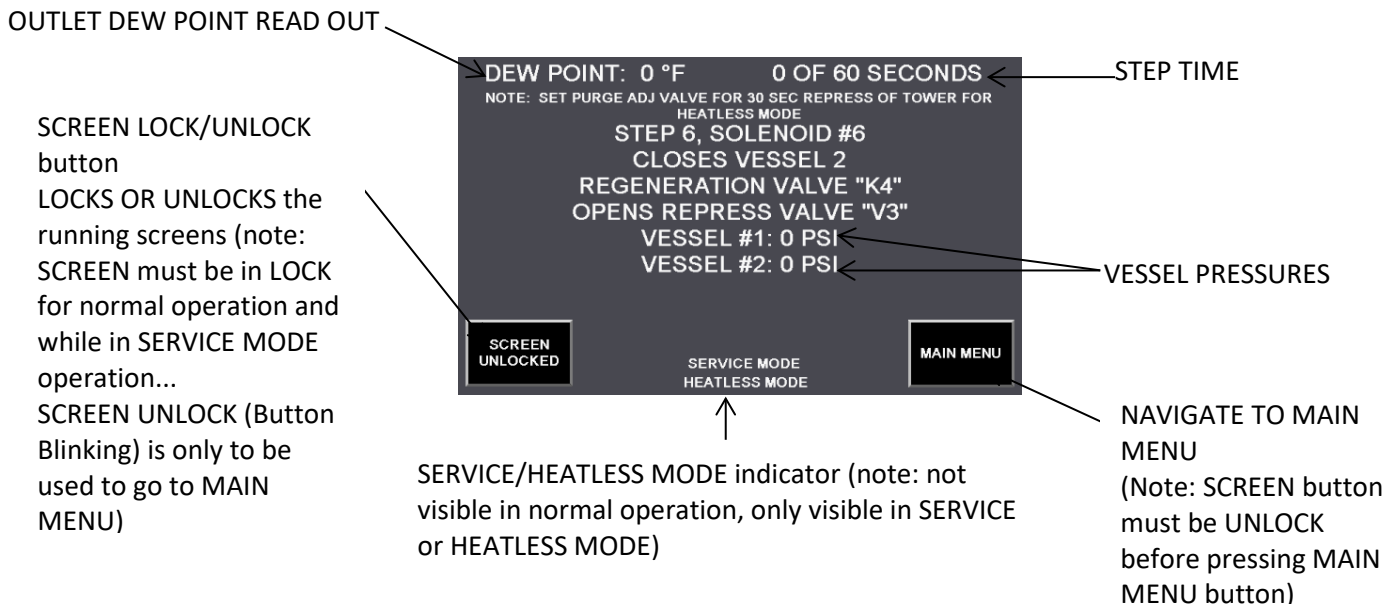 OUTLET DEW POINT READ OUT
DEW POINT: 0 °F 0 OF 60 SECONDS
STEP TIME
NOTE: SET PURGE ADJ VALVE FOR 30 SEC REPRESS OF TOWER FOR
HEATLESS MODE
STEP 6, SOLENOID #6
CLOSES VESSEL 2
REGENERATION VALVE "K4"
OPENS REPRESS VALVE "V3"
VESSEL #1: 0 PSI
VESSEL #2: 0 PSI
VESSEL PRESSURES
SCREEN LOCK/UNLOCK
button
LOCKS OR UNLOCKS the
running screens (note:
SCREEN must be in LOCK
for normal operation and
while in SERVICE MODE
operation...
SCREEN UNLOCK (Button
Blinking) is only to be
used to go to MAIN
MENU)
SCREEN
UNLOCKED
SERVICE MODE
HEATLESS MODE
MAIN MENU
SERVICE/HEATLESS MODE indicator (note: not
visible in normal operation, only visible in SERVICE
or HEATLESS MODE)
NAVIGATE TO MAIN
MENU
(Note: SCREEN button
must be UNLOCK
before pressing MAIN
MENU button)